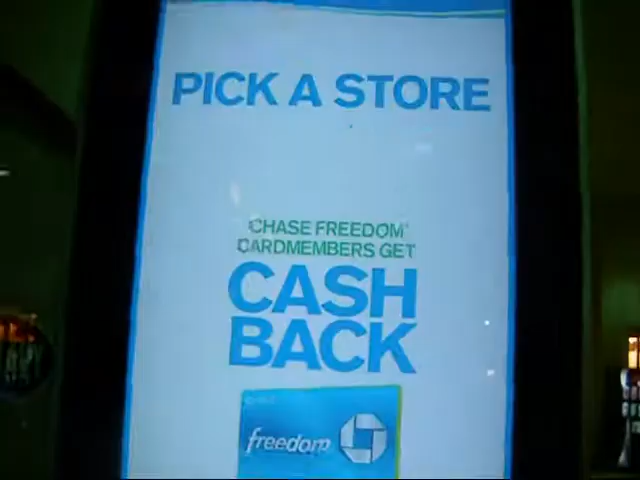 PICK A STORE
CHASE FREEDOM®
CARDMEMBERS GET
CASH
BACK
freedom